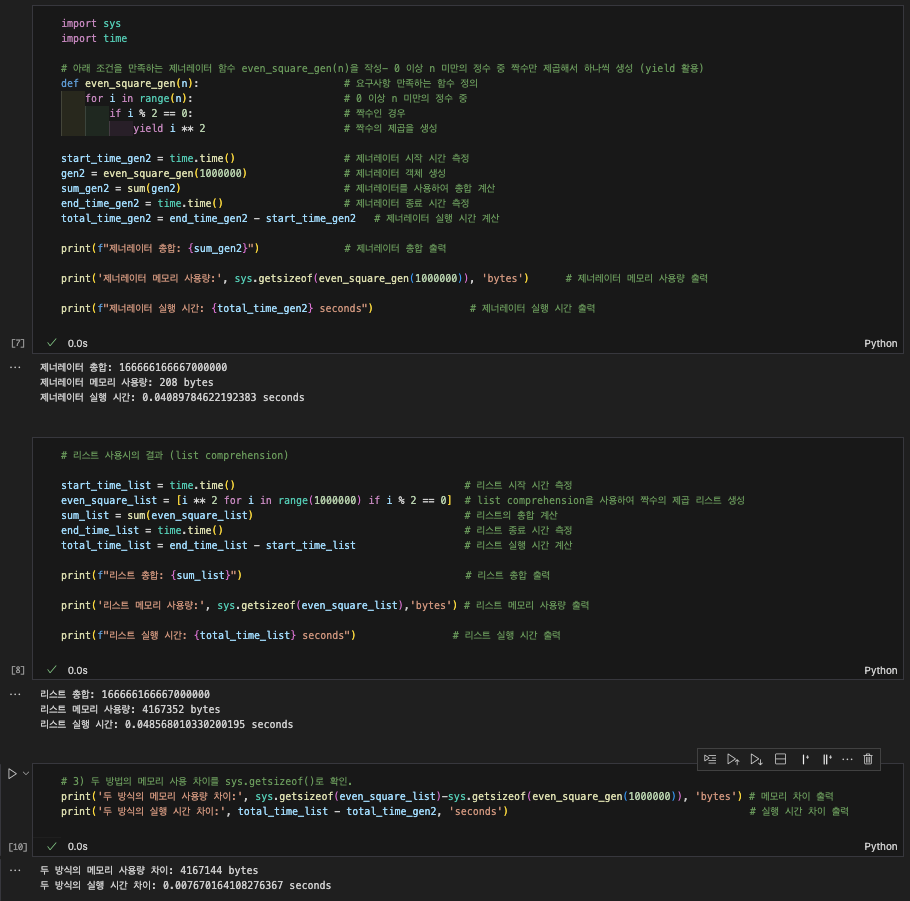 import sys
import time
# 아래 조건을 만족하는 제너레이터 함수 even_square_gen(n)을 작성— 0 이상 n 미만의 정수 중 짝수만 제곱해서 하나씩 생성 (yield 활용)
def even_square_gen(n): # 요구사항 만족하는 함수 정의
for i in range(n): # 0 이상 n 미만의 정수 중
if i % 2 == 0: # 짝수인 경우
yield i ** 2 # 짝수의 제곱을 생성
start_time_gen2 = time.time() # 제너레이터 시작 시간 측정
gen2 = even_square_gen(1000000) # 제너레이터 객체 생성
sum_gen2 = sum(gen2) # 제너레이터를 사용하여 총합 계산
end_time_gen2 = time.time() # 제너레이터 종료 시간 측정
total_time_gen2 = end_time_gen2 - start_time_gen2 # 제너레이터 실행 시간 계산
print(f"제너레이터 총합: {sum_gen2}") # 제너레이터 총합 출력
print('제너레이터 메모리 사용량:', sys.getsizeof(even_square_gen(1000000)), 'bytes') # 제너레이터 메모리 사용량 출력
print(f"제너레이터 실행 시간: {total_time_gen2} seconds") # 제너레이터 실행 시간 출력
[7] ✓ 0.0s Python
... 제너레이터 총합: 166666166667000000
제너레이터 메모리 사용량: 208 bytes
제너레이터 실행 시간: 0.04089784622192383 seconds
# 리스트 사용시의 결과 (list comprehension)
start_time_list = time.time() # 리스트 시작 시간 측정
even_square_list = [i ** 2 for i in range(1000000) if i % 2 == 0] # list comprehension을 사용하여 짝수의 제곱 리스트 생성
sum_list = sum(even_square_list) # 리스트의 총합 계산
end_time_list = time.time() # 리스트 종료 시간 측정
total_time_list = end_time_list - start_time_list # 리스트 실행 시간 계산
print(f"리스트 총합: {sum_list}") # 리스트 총합 출력
print('리스트 메모리 사용량:', sys.getsizeof(even_square_list),'bytes') # 리스트 메모리 사용량 출력
print(f"리스트 실행 시간: {total_time_list} seconds") # 리스트 실행 시간 출력
[8] ✓ 0.0s Python
... 리스트 총합: 166666166667000000
리스트 메모리 사용량: 4167352 bytes
리스트 실행 시간: 0.048568010330200195 seconds
# 3) 두 방법의 메모리 사용 차이를 sys.getsizeof()로 확인.
print('두 방식의 메모리 사용량 차이:', sys.getsizeof(even_square_list)-sys.getsizeof(even_square_gen(1000000)), 'bytes') # 메모리 차이 출력
print('두 방식의 실행 시간 차이:', total_time_list - total_time_gen2, 'seconds') # 실행 시간 차이 출력
[10] ✓ 0.0s Python
... 두 방식의 메모리 사용량 차이: 4167144 bytes
두 방식의 실행 시간 차이: 0.007670164108276367 seconds